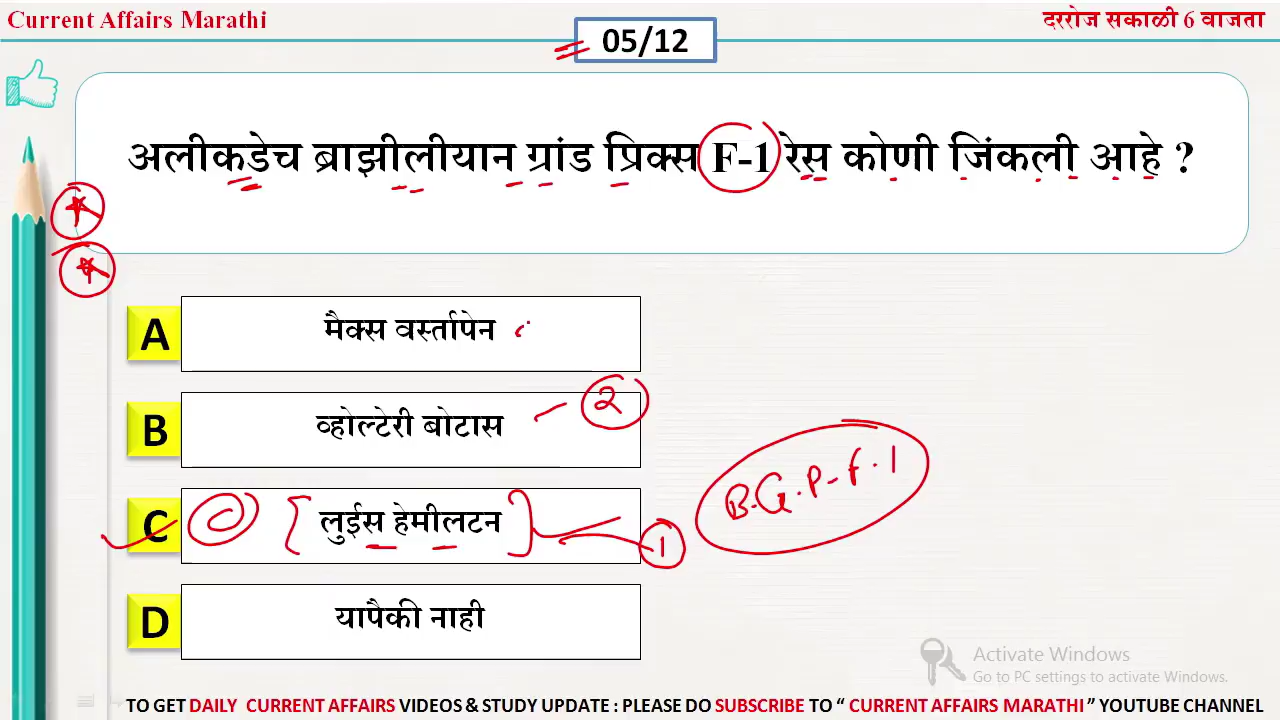 Current Affairs Marathi
दररोज सकाळी 6 वाजता
05/12
अलीकडेच ब्राझीलीयान ग्रांड प्रिक्स F-1 रेस कोणी जिंकली आहे ?
A मैक्स वर्स्तापेन
B व्होल्टेरी बोटास २
C लुईस हेमीलटन 1
B.G.P-F.1
D यापैकी नाही
Activate Windows
Go to PC settings to activate Windows.
TO GET DAILY CURRENT AFFAIRS VIDEOS & STUDY UPDATE : PLEASE DO SUBSCRIBE TO “ CURRENT AFFAIRS MARATHI ” YOUTUBE CHANNEL